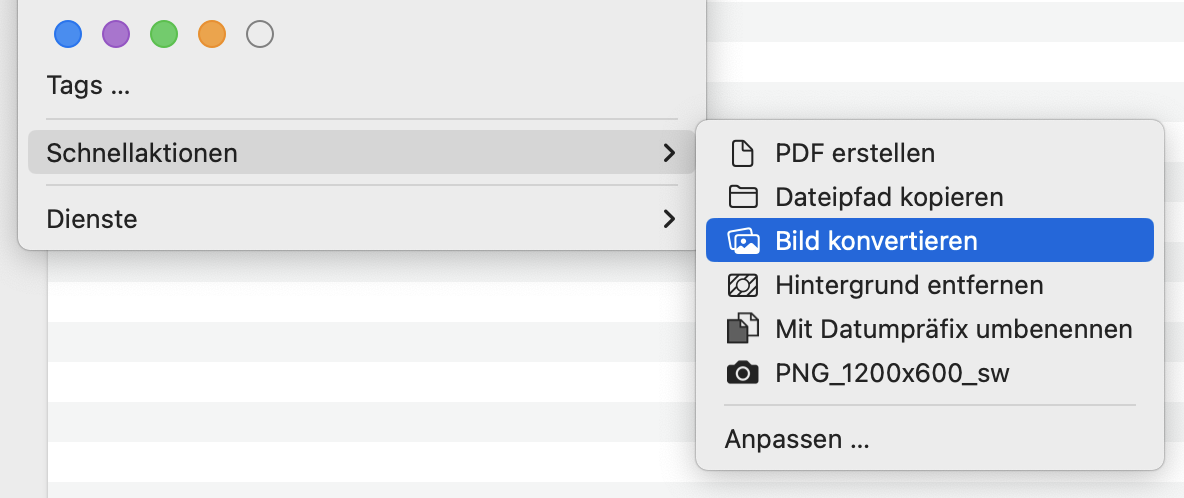 Tags ...
Schnellaktionen
Dienste
PDF erstellen
Dateipfad kopieren
Bild konvertieren
Hintergrund entfernen
Mit Datumpräfix umbenennen
PNG_1200x600_sw
Anpassen ...